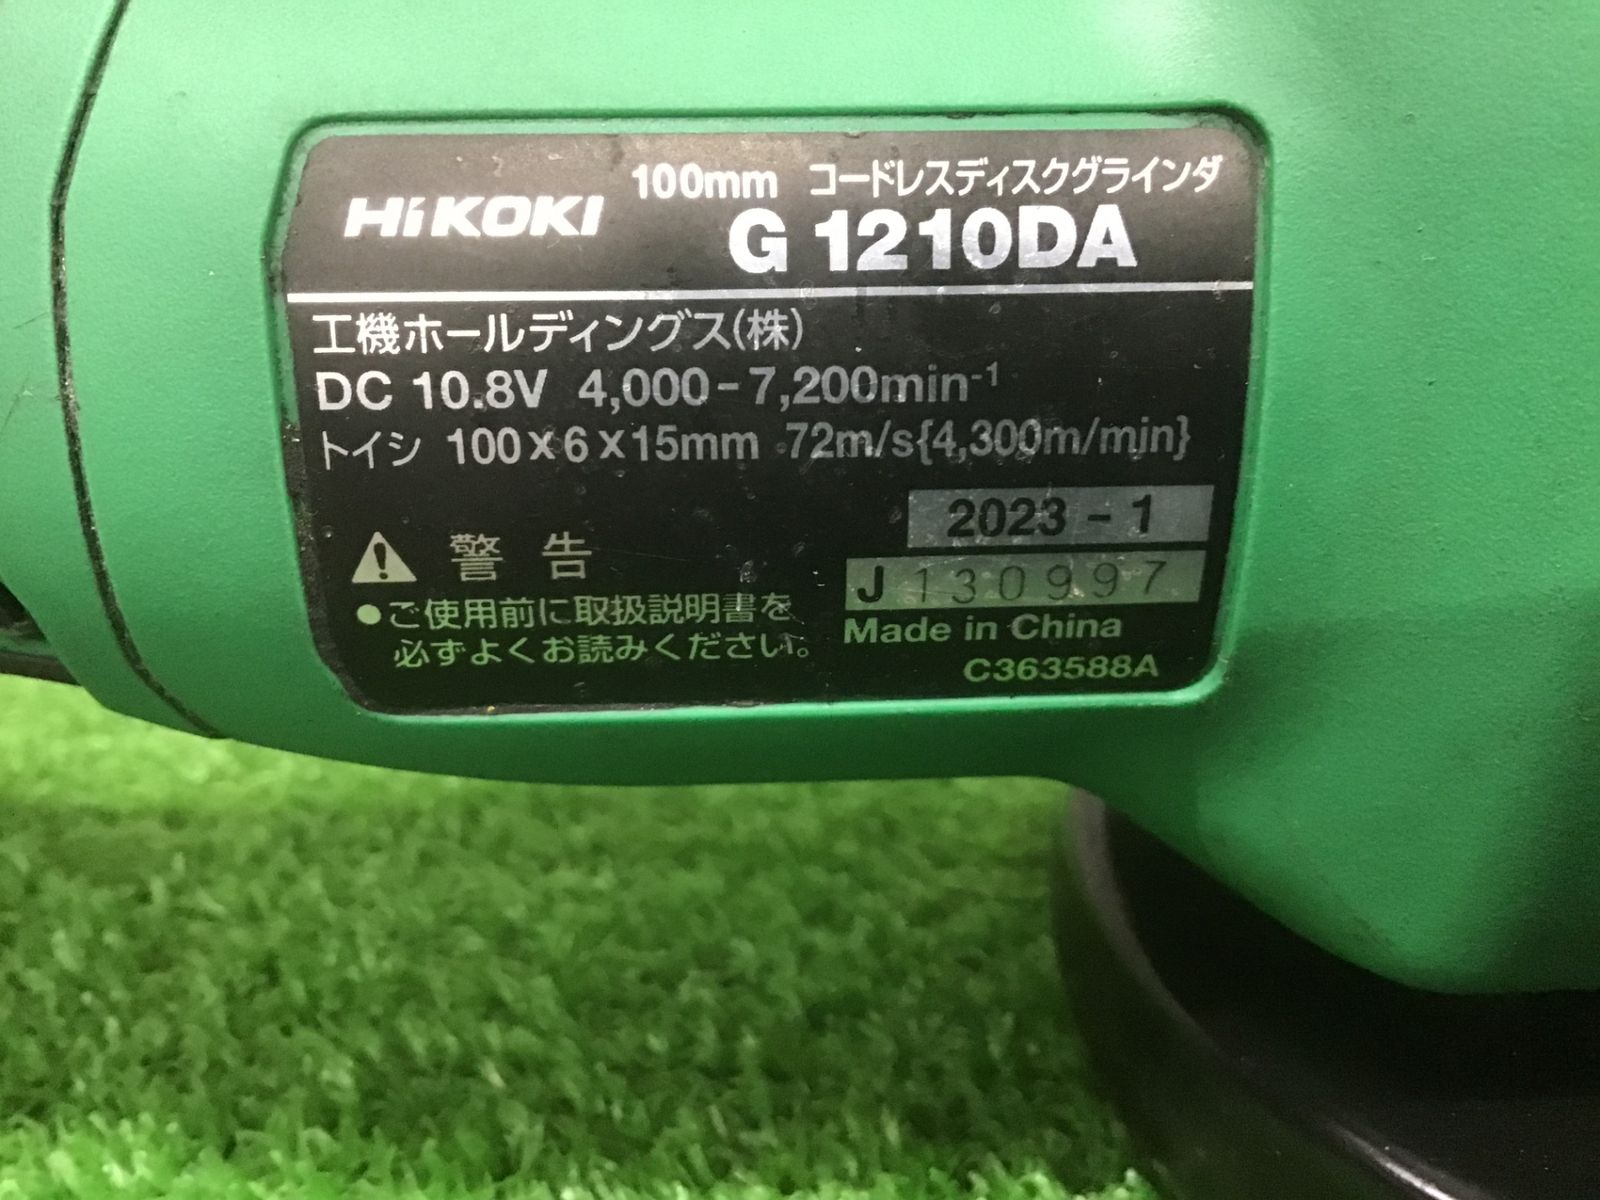 HiKOKI
100mm コードレスディスクグラインダ
G 1210DA
工機ホールディングス(株)
DC 10.8V 4,000-7,200min⁻¹
トイシ 100×6×15mm 72m/s{4,300m/min}
2023 - 1
警 告
J 130997
●ご使用前に取扱説明書を
必ずよくお読みください。
Made in China
C363588A